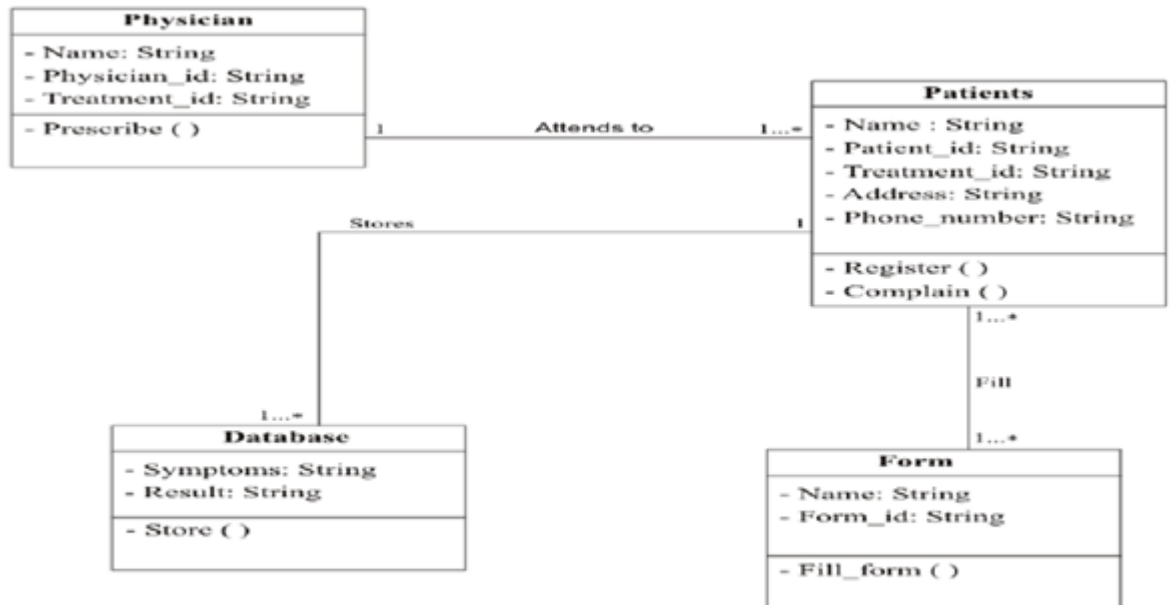 Physician
- Name: String
- Physician_id: String
- Treatment_id: String
- Prescribe ( )
1 Attends to 1...*
Patients
- Name : String
- Patient_id: String
- Treatment_id: String
- Address: String
- Phone_number: String
- Register ( )
- Complain ( )
Stores 1
1...*
Fill
1...*
1...*
Database
- Symptoms: String
- Result: String
- Store ( )
Form
- Name: String
- Form_id: String
- Fill_form ( )